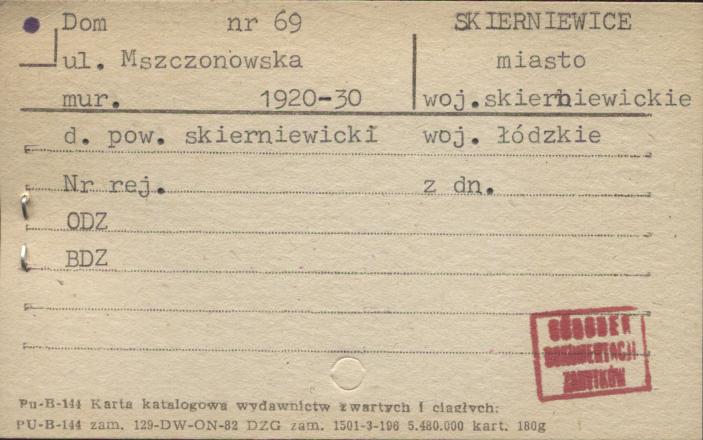 Dom nr 69 SKIERNIEWICE
ul. Mszczonowska miasto
mur. 1920-30 woj.skierniewickie
d. pow. skierniewicki woj. łódzkie
Nr rej. z dn.
ODZ
BDZ
OŚRODEK
DOKUMENTACJI
ZABYTKÓW
Pu-B-144 Karta katalogowa wydawnictw zwartych i ciągłych.
PU-B-144 zam. 129-DW-ON-82 DZG zam. 1501-3-196 5.480.000 kart. 180g